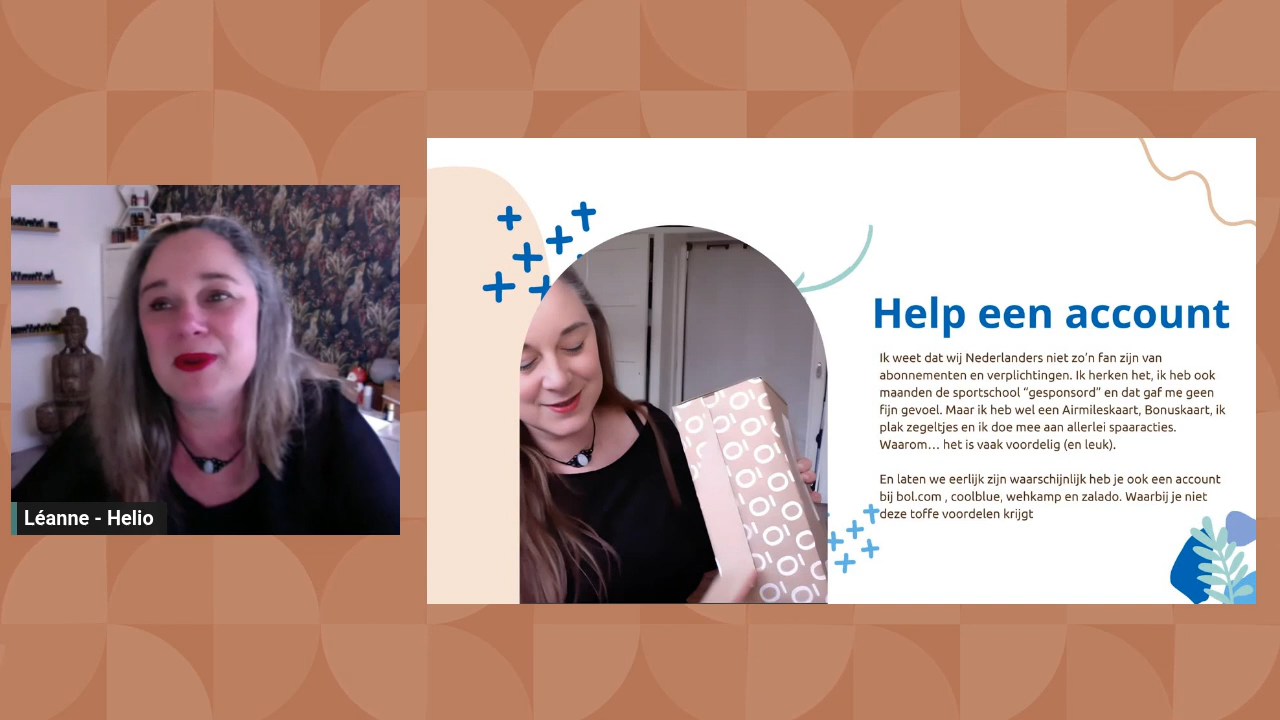 Léanne - Helio
Help een account
Ik weet dat wij Nederlanders niet zo'n fan zijn van
abonnementen en verplichtingen. Ik herken het, ik heb ook
maanden de sportschool “gesponsord” en dat gaf me geen
fijn gevoel. Maar ik heb wel een Airmileskaart, Bonuskaart, ik
plak zegeltjes en ik doe mee aan allerlei spaaracties.
Waarom... het is vaak voordelig (en leuk).
En laten we eerlijk zijn waarschijnlijk heb je ook een account
bij bol.com , coolblue, wehkamp en zalado. Waarbij je niet
deze toffe voordelen krijgt